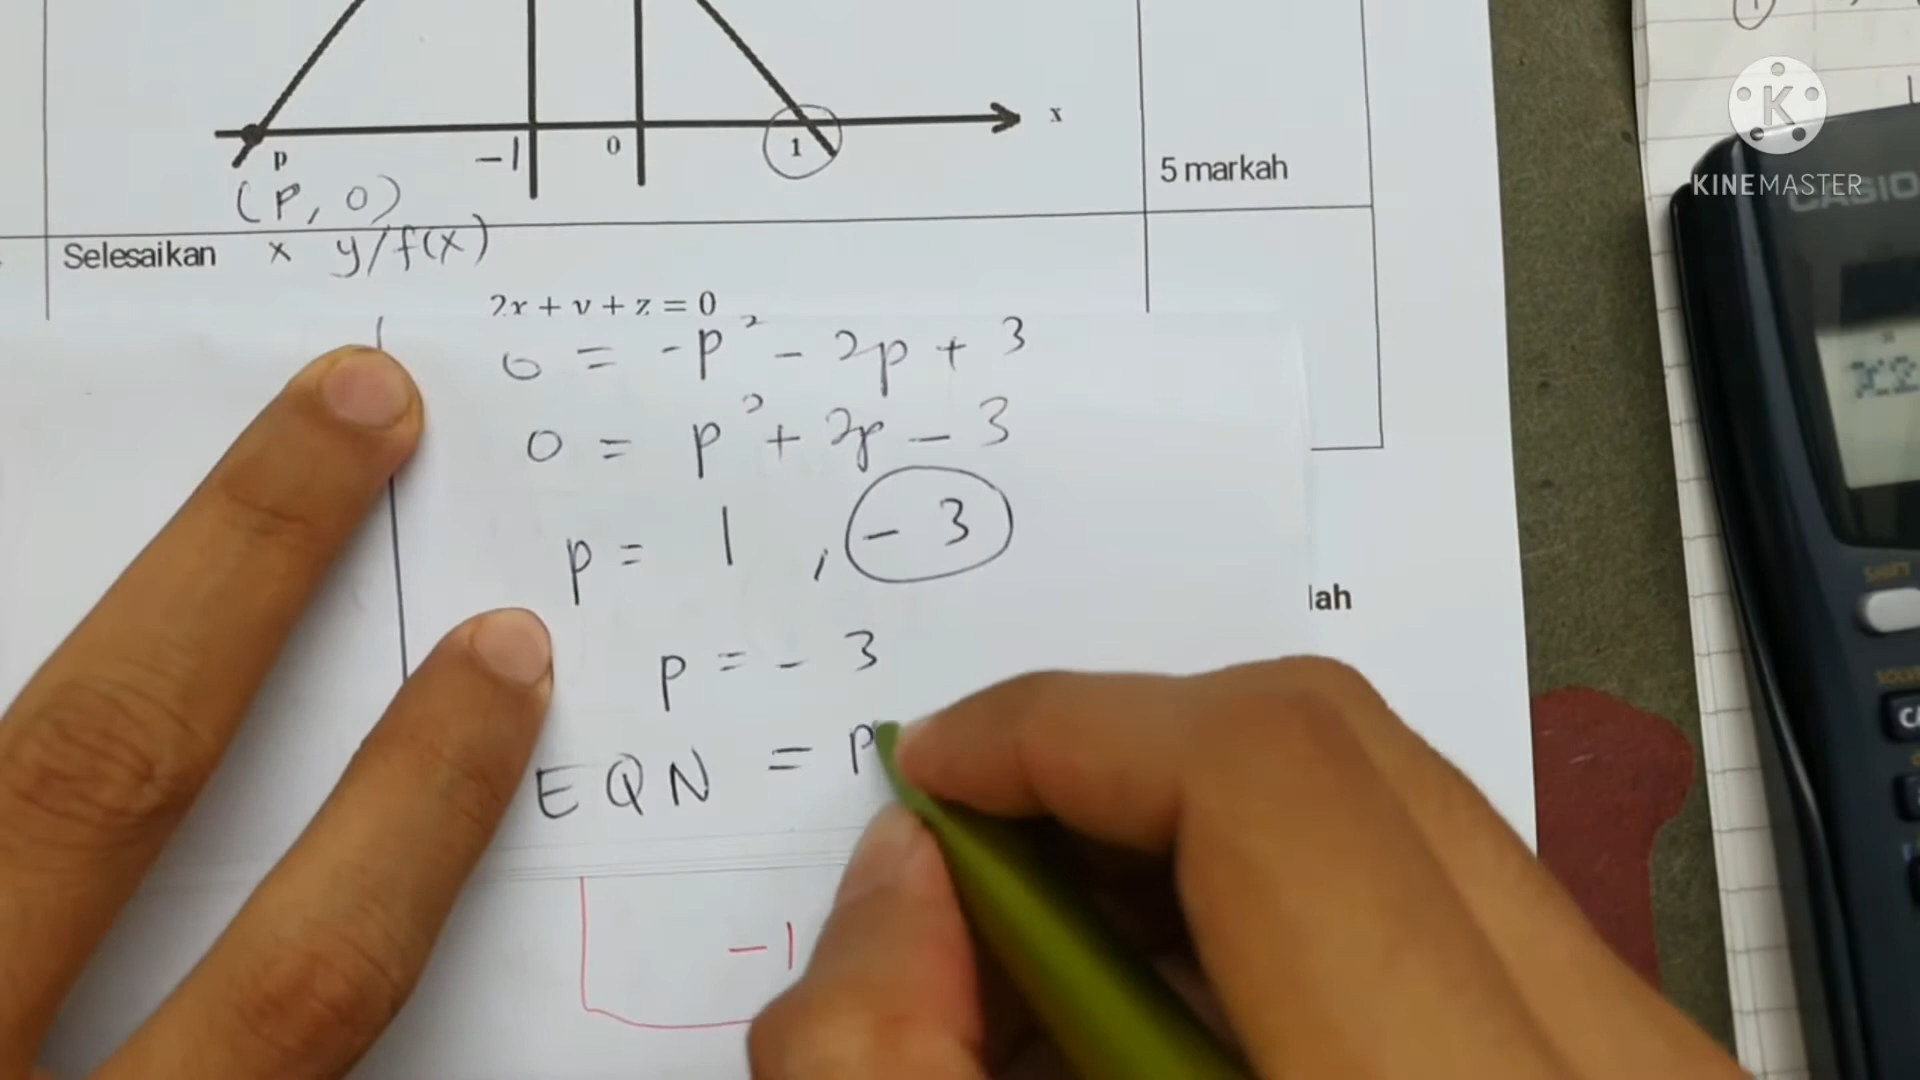 x
p
-1
0
1
(P, 0)
5 markah
Selesaikan
x y/f(x)
2x + y + z = 0
0 = -p² - 2p + 3
0 = p² + 2p - 3
p = 1, -3
p = - 3
EQN = P
-1
lah
KINEMASTER
CASIO
SHIFT